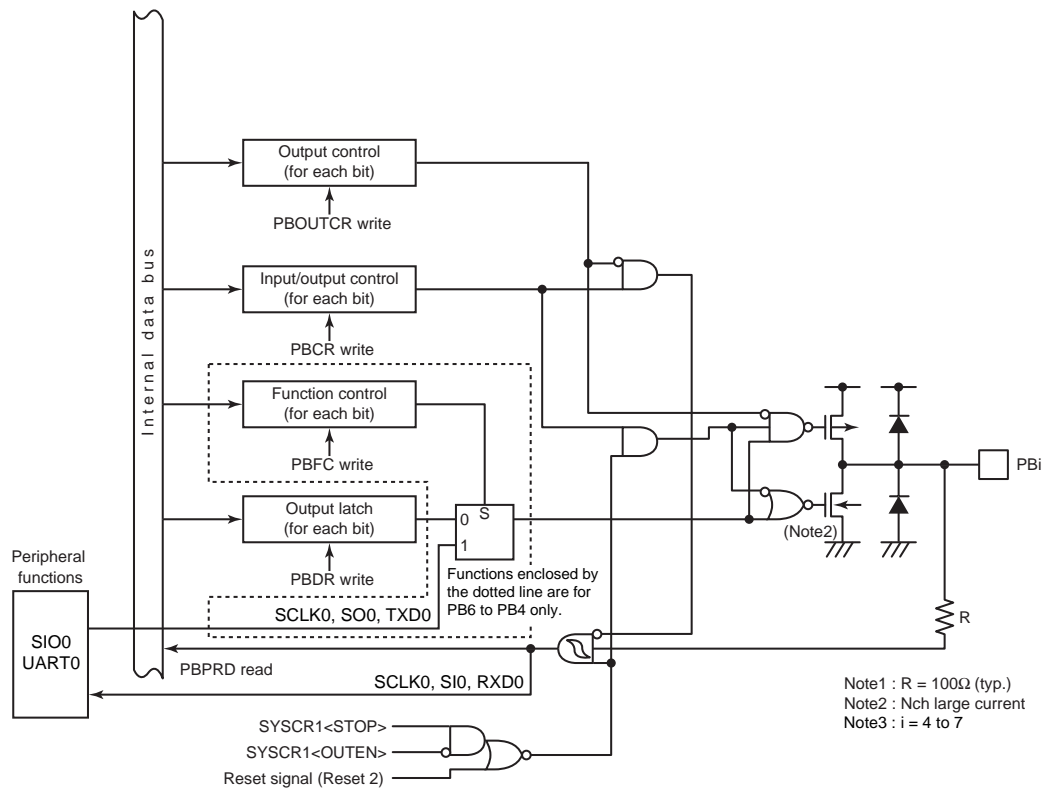 Output control
(for each bit)
PBOUTCR write
Internal data bus
Input/output control
(for each bit)
PBCR write
Function control
(for each bit)
PBFC write
PBi
Output latch
(for each bit)
0
S
1
(Note2)
PBDR write
Functions enclosed by
the dotted line are for
PB6 to PB4 only.
Peripheral
functions
SIO0
UART0
SCLK0, SO0, TXD0
R
PBPRD read
SCLK0, SI0, RXD0
Note1 : R = 100Ω (typ.)
Note2 : Nch large current
Note3 : i = 4 to 7
SYSCR1<STOP>
SYSCR1<OUTEN>
Reset signal (Reset 2)